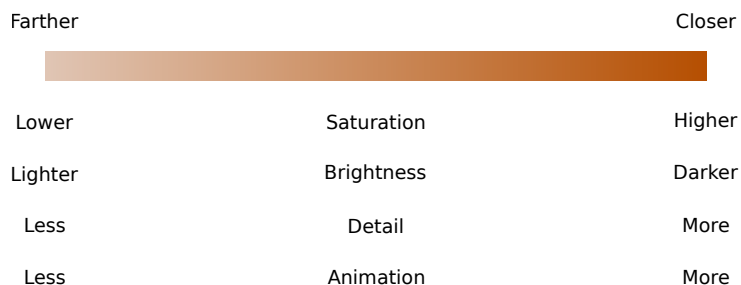 Farther Closer
Lower Saturation Higher
Lighter Brightness Darker
Less Detail More
Less Animation More